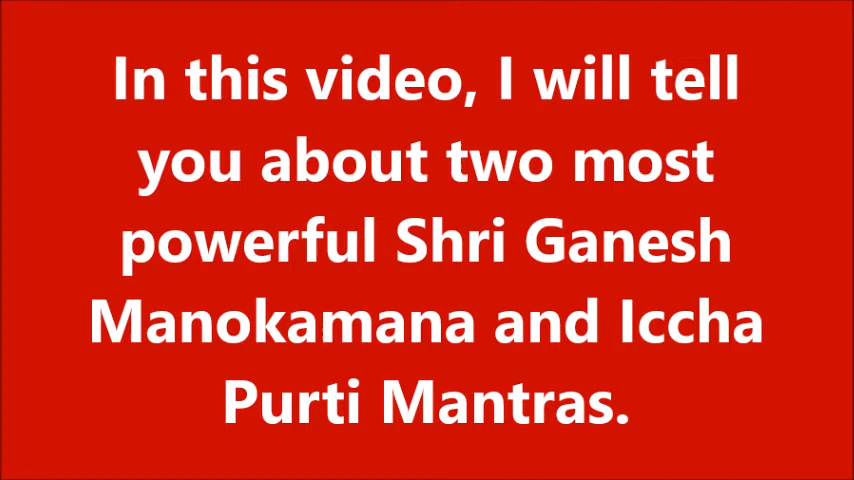 In this video, I will tell
you about two most
powerful Shri Ganesh
Manokamana and Iccha
Purti Mantras.